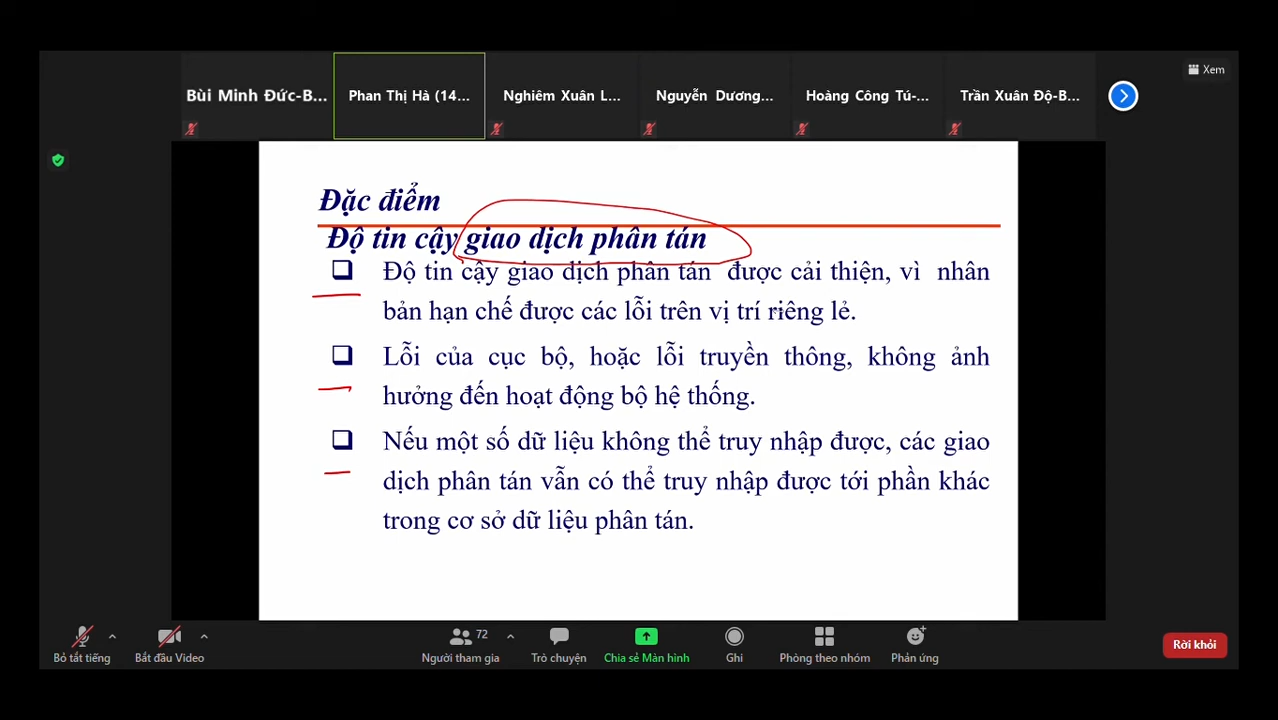 Xem
Bùi Minh Đức-B...
Phan Thị Hà (14...
Nghiêm Xuân L...
Nguyễn Dương...
Hoàng Công Tú-...
Trần Xuân Độ-B...
Đặc điểm
Độ tin cậy giao dịch phân tán
Độ tin cậy giao dịch phân tán được cải thiện, vì nhân
bản hạn chế được các lỗi trên vị trí riêng lẻ.
Lỗi của cục bộ, hoặc lỗi truyền thông, không ảnh
hưởng đến hoạt động bộ hệ thống.
Nếu một số dữ liệu không thể truy nhập được, các giao
dịch phân tán vẫn có thể truy nhập được tới phần khác
trong cơ sở dữ liệu phân tán.
72
Bỏ tắt tiếng
Bắt đầu Video
Người tham gia
Trò chuyện
Chia sẻ Màn hình
Ghi
Phòng theo nhóm
Phản ứng
Rời khỏi